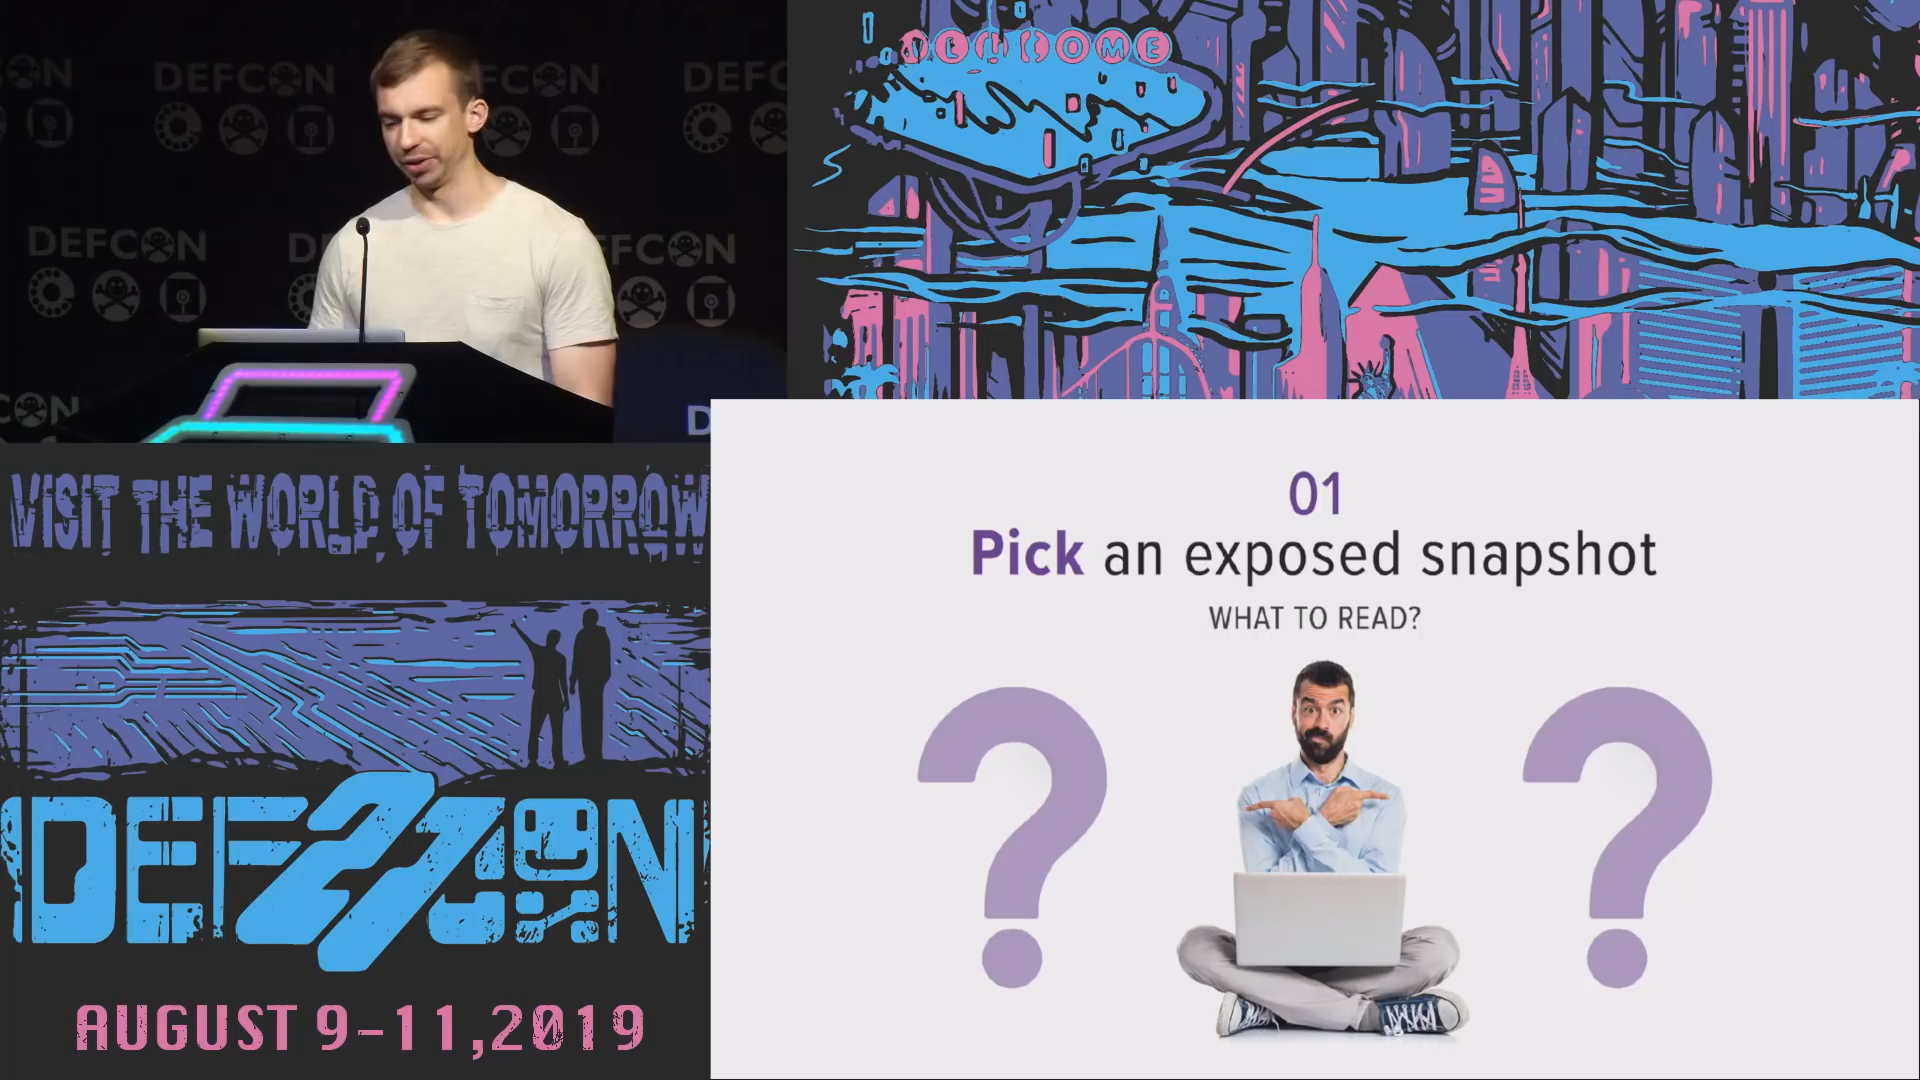 DEFCON
DEFCON
DEFCON
WELCOME
VISIT THE WORLD OF TOMORROW
DEF27CON
AUGUST 9-11,2019
01
Pick an exposed snapshot
WHAT TO READ?